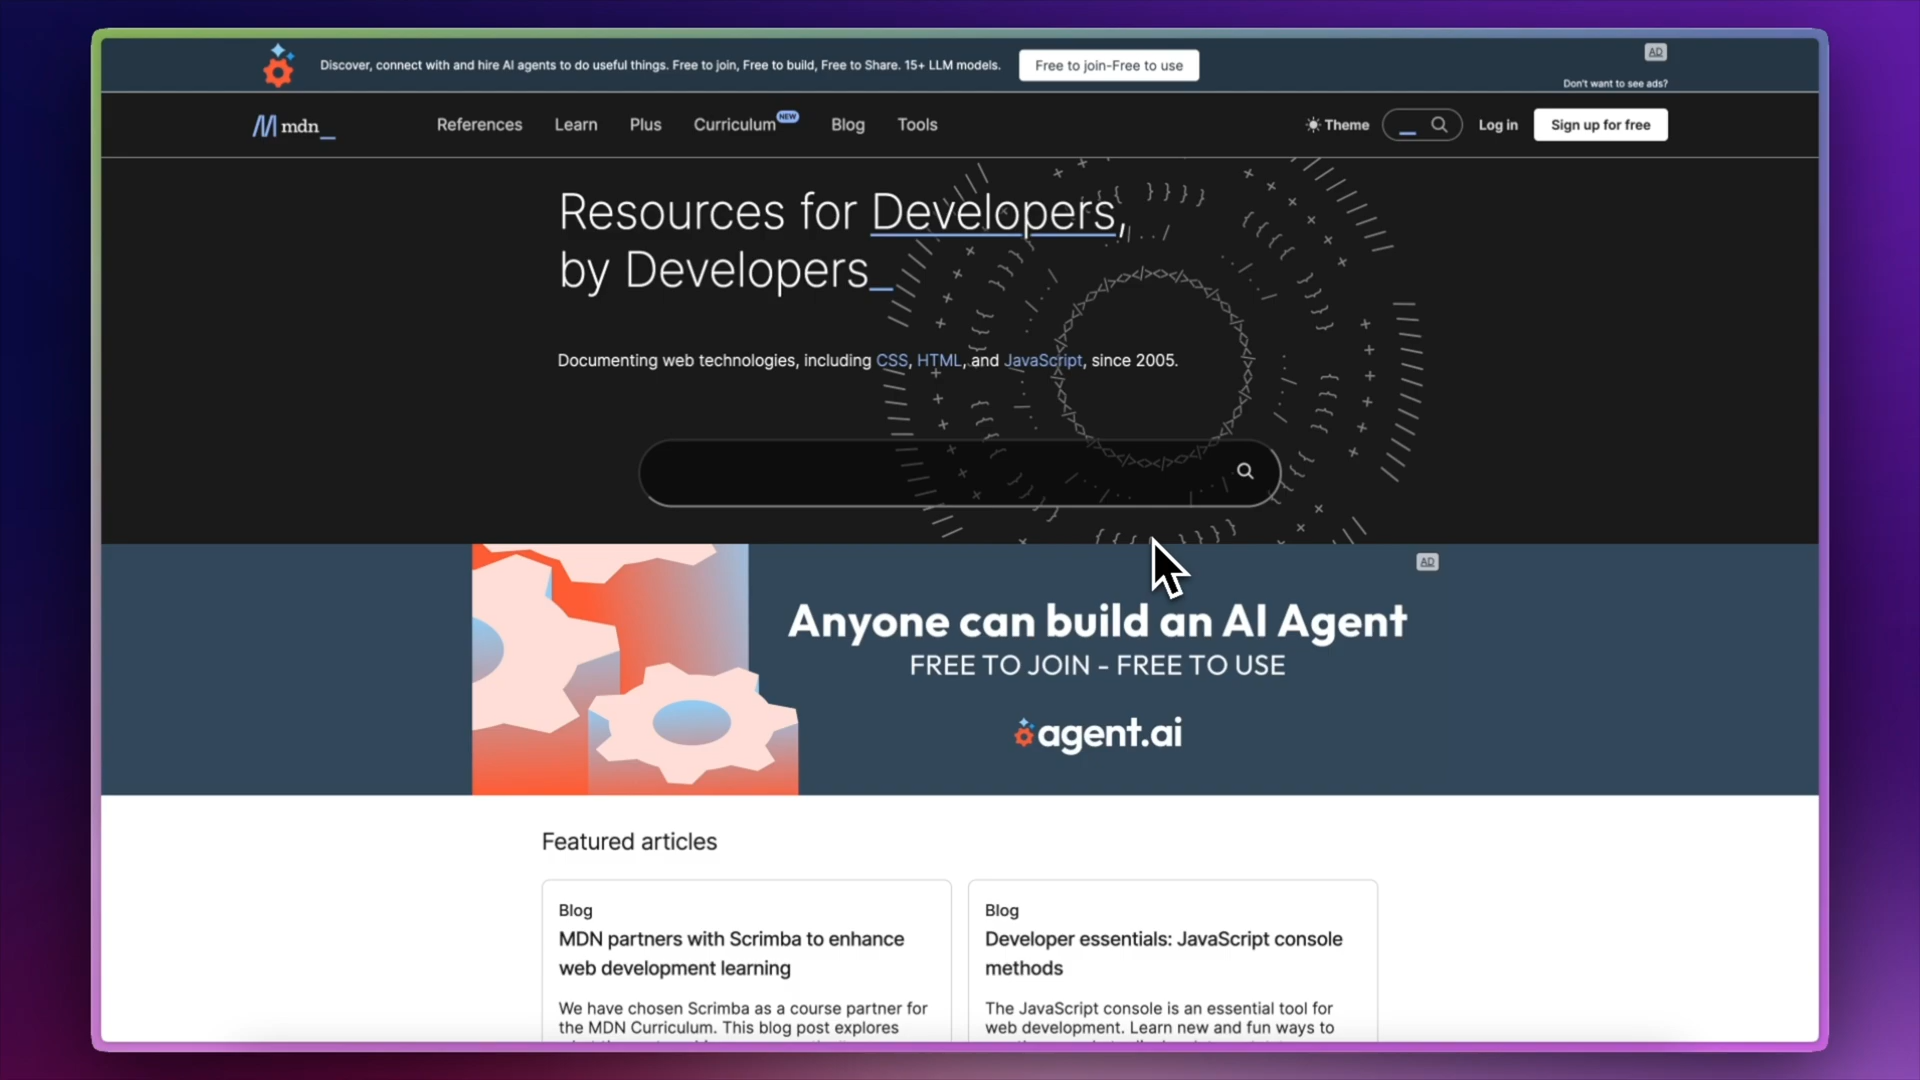 Discover, connect with and hire AI agents to do useful things. Free to join, Free to build, Free to Share. 15+ LLM models.
Free to join-Free to use
AD
Don't want to see ads?
mdn_
References
Learn
Plus
Curriculum NEW
Blog
Tools
Theme
Log in
Sign up for free
Resources for Developers,
by Developers_
Documenting web technologies, including CSS, HTML, and JavaScript, since 2005.
AD
Anyone can build an AI Agent
FREE TO JOIN - FREE TO USE
agent.ai
Featured articles
Blog
MDN partners with Scrimba to enhance
web development learning
We have chosen Scrimba as a course partner for
the MDN Curriculum. This blog post explores
Blog
Developer essentials: JavaScript console
methods
The JavaScript console is an essential tool for
web development. Learn new and fun ways to